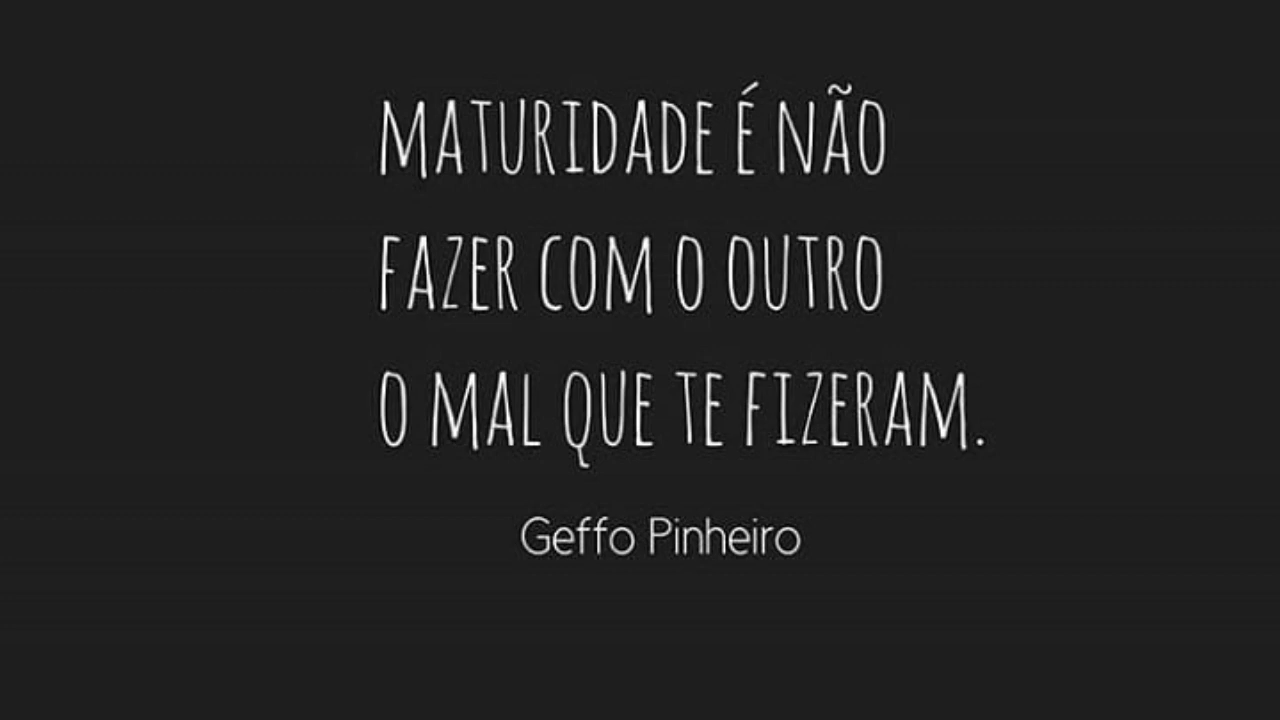 MATURIDADE É NÃO
FAZER COM O OUTRO
O MAL QUE TE FIZERAM.
Geffo Pinheiro